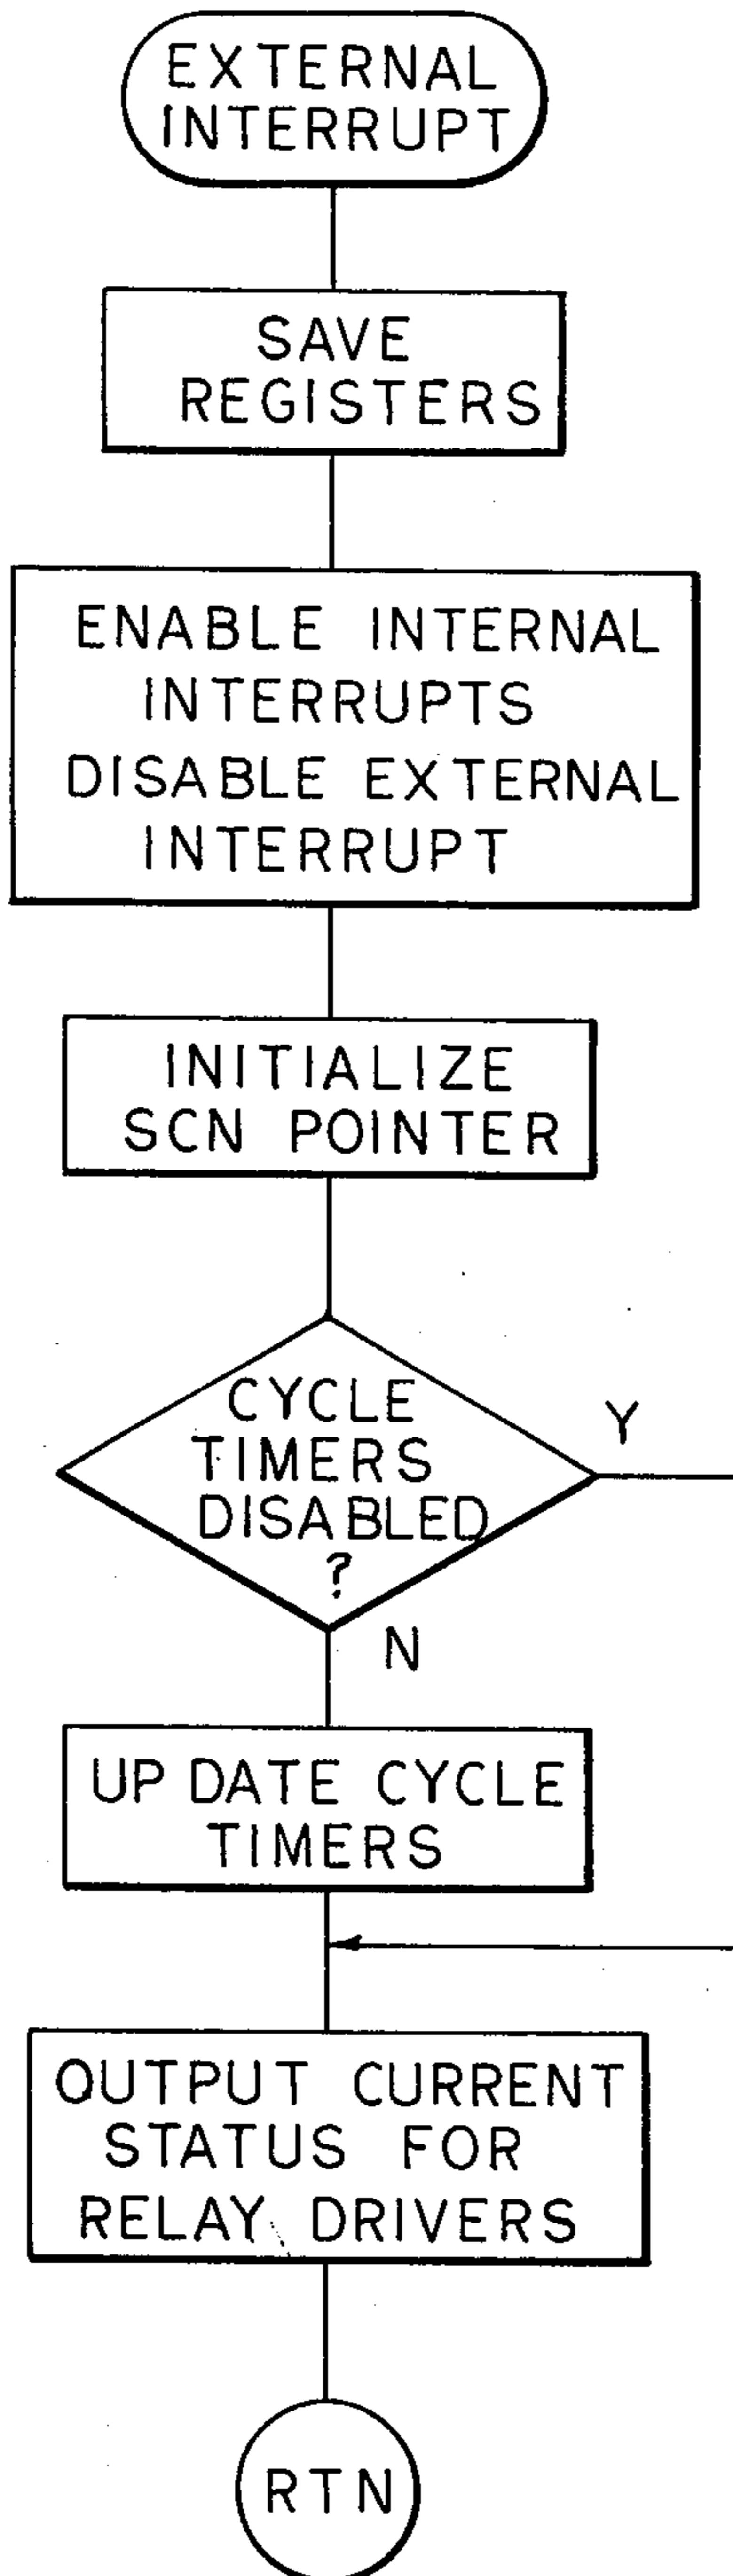 EXTERNAL
INTERRUPT
SAVE
REGISTERS
ENABLE INTERNAL
INTERRUPTS
DISABLE EXTERNAL
INTERRUPT
INITIALIZE
SCN POINTER
CYCLE
TIMERS
DISABLED
?
Y
N
UP DATE CYCLE
TIMERS
OUTPUT CURRENT
STATUS FOR
RELAY DRIVERS
RTN